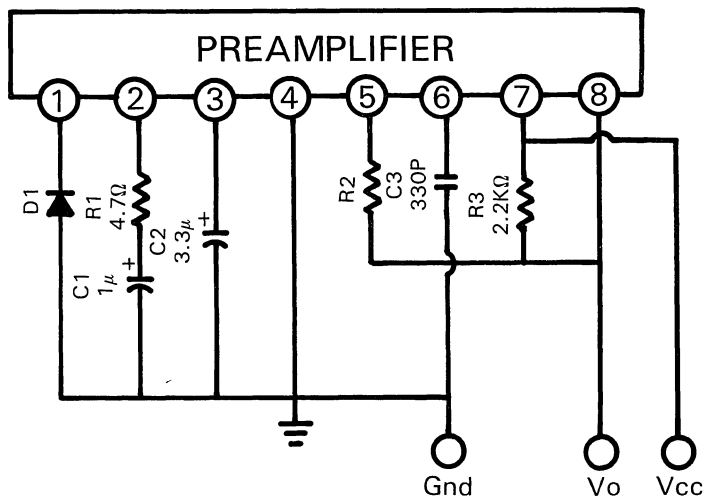 PREAMPLIFIER
1 2 3 4 5 6 7 8
D1
R1
4.7Ω
C1
1μ
C2
3.3μ
R2
C3
330P
R3
2.2KΩ
+
+
Gnd
Vo
Vcc